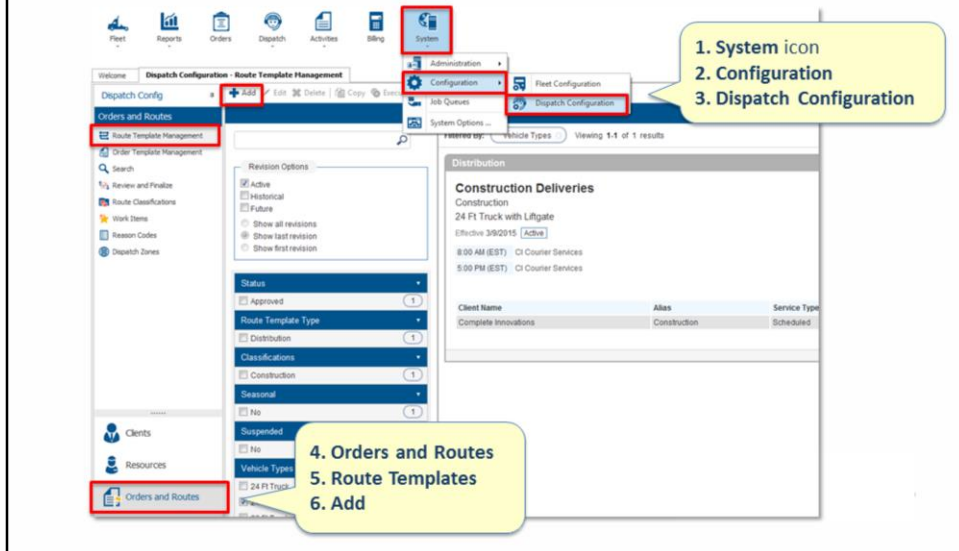 Fleet
Reports
Orders
Dispatch
Activities
Billing
System
1. System icon
2. Configuration
3. Dispatch Configuration
Administration
Configuration
Job Queues
System Options ...
Fleet Configuration
Dispatch Configuration
Welcome
Dispatch Configuration - Route Template Management
Dispatch Config
Add
Edit
Delete
Copy
Orders and Routes
Route Template Management
Order Template Management
Search
Review and Finalize
Route Classifications
Work Items
Reason Codes
Dispatch Zones
Revision Options
Active
Historical
Future
Show all revisions
Show last revision
Show first revision
Status
Approved 1
Route Template Type
Distribution 1
Classifications
Construction 1
Seasonal
No 1
Suspended
No
Vehicle Types
24 Ft Truck
Filtered By: Vehicle Types Viewing 1-1 of 1 results
Distribution
Construction Deliveries
Construction
24 Ft Truck with Liftgate
Effective 3/9/2015 Active
8:00 AM (EST) CI Courier Services
5:00 PM (EST) CI Courier Services
Client Name Alias Service Type
Complete Innovations Construction Scheduled
Clients
Resources
Orders and Routes
4. Orders and Routes
5. Route Templates
6. Add